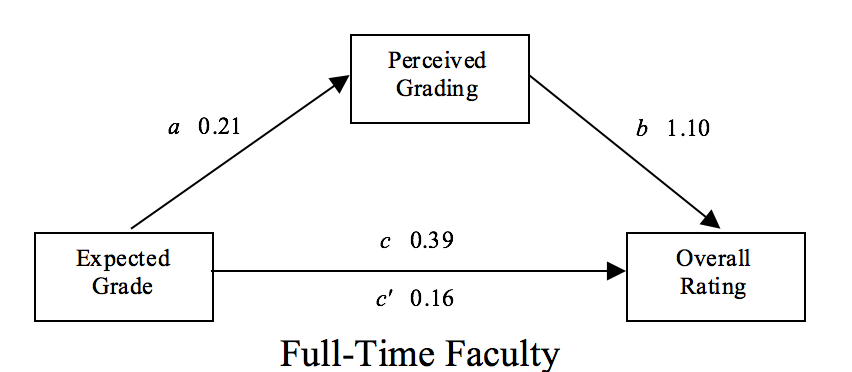 Perceived
Grading
a 0.21
b 1.10
Expected
Grade
c 0.39
c' 0.16
Overall
Rating
Full-Time Faculty